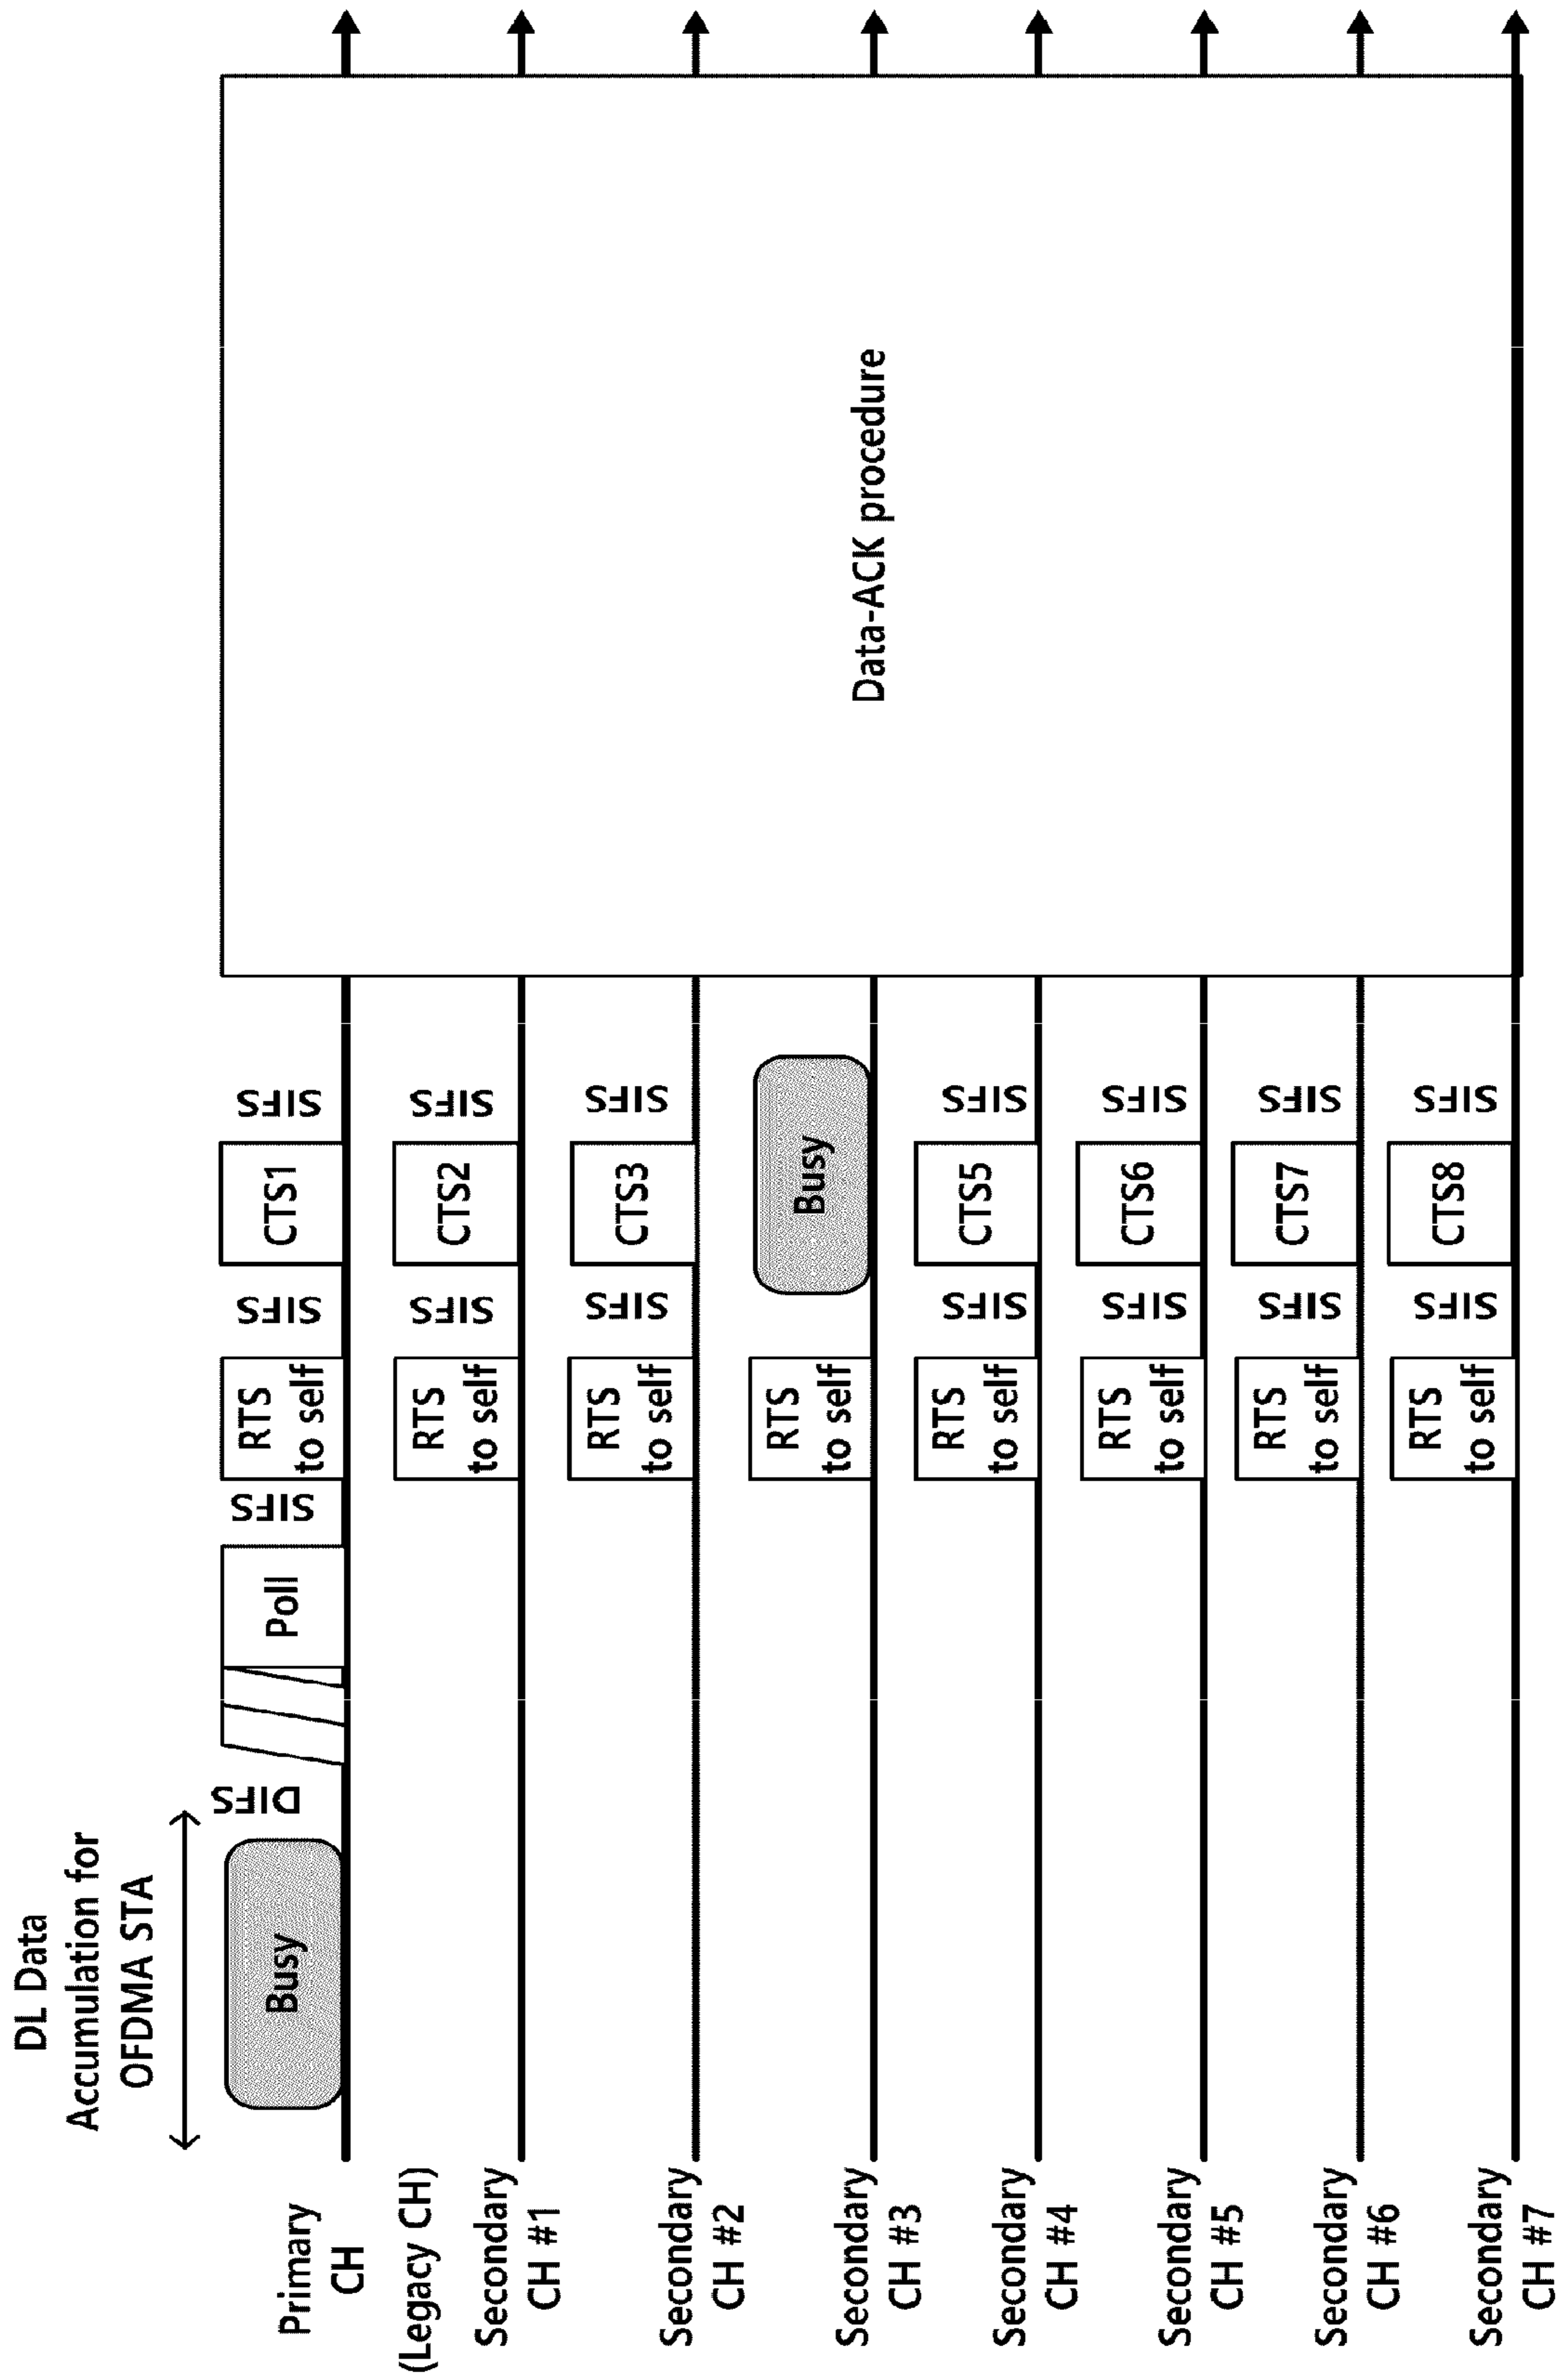 DL Data
Accumulation for
OFDMA STA
Primary
CH
(Legacy CH)
Busy
DIFS
Poll
SIFS
RTS
to self
SIFS
CTS1
SIFS
Secondary
CH #1
RTS
to self
SIFS
CTS2
SIFS
Secondary
CH #2
RTS
to self
SIFS
CTS3
SIFS
Secondary
CH #3
RTS
to self
Busy
Secondary
CH #4
RTS
to self
SIFS
CTS5
SIFS
Secondary
CH #5
RTS
to self
SIFS
CTS6
SIFS
Secondary
CH #6
RTS
to self
SIFS
CTS7
SIFS
Secondary
CH #7
RTS
to self
SIFS
CTS8
SIFS
Data-ACK procedure